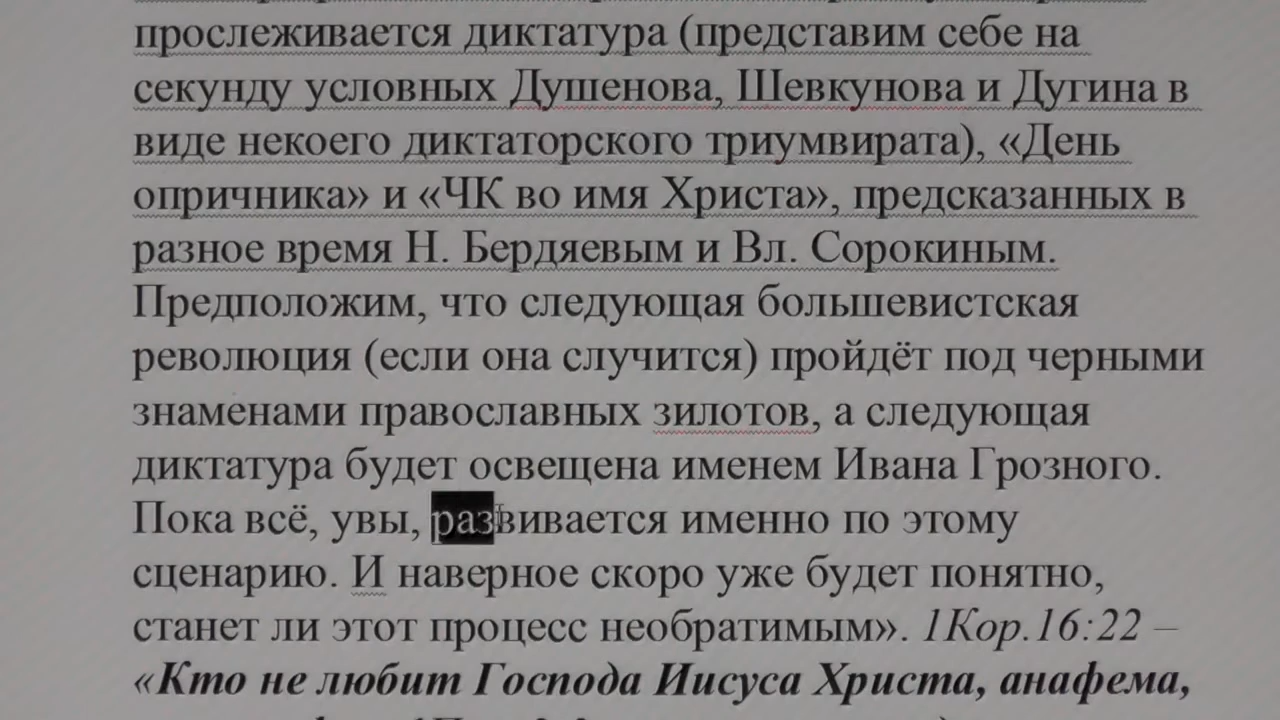 прослеживается диктатура (представим себе на
секунду условных Душенова, Шевкунова и Дугина в
виде некоего диктаторского триумвирата), «День
опричника» и «ЧК во имя Христа», предсказанных в
разное время Н. Бердяевым и Вл. Сорокиным.
Предположим, что следующая большевистская
революция (если она случится) пройдёт под черными
знаменами православных зилотов, а следующая
диктатура будет освещена именем Ивана Грозного.
Пока всё, увы, развивается именно по этому
сценарию. И наверное скоро уже будет понятно,
станет ли этот процесс необратимым». 1Кор.16:22 –
«Кто не любит Господа Иисуса Христа, анафема,